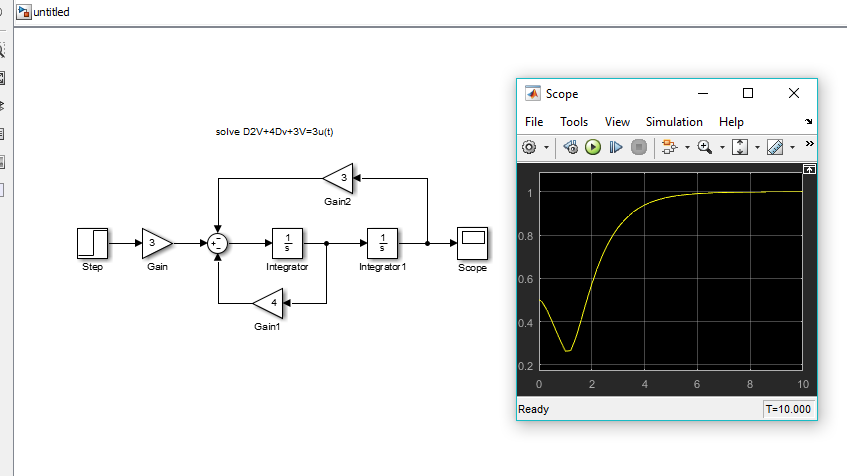 untitled
solve D2V+4Dv+3V=3u(t)
3
Gain2
Step
3
Gain
1
s
Integrator
1
s
Integrator1
Scope
4
Gain1
Scope
File Tools View Simulation Help
1
0.8
0.6
0.4
0.2
0 2 4 6 8 10
Ready T=10.000